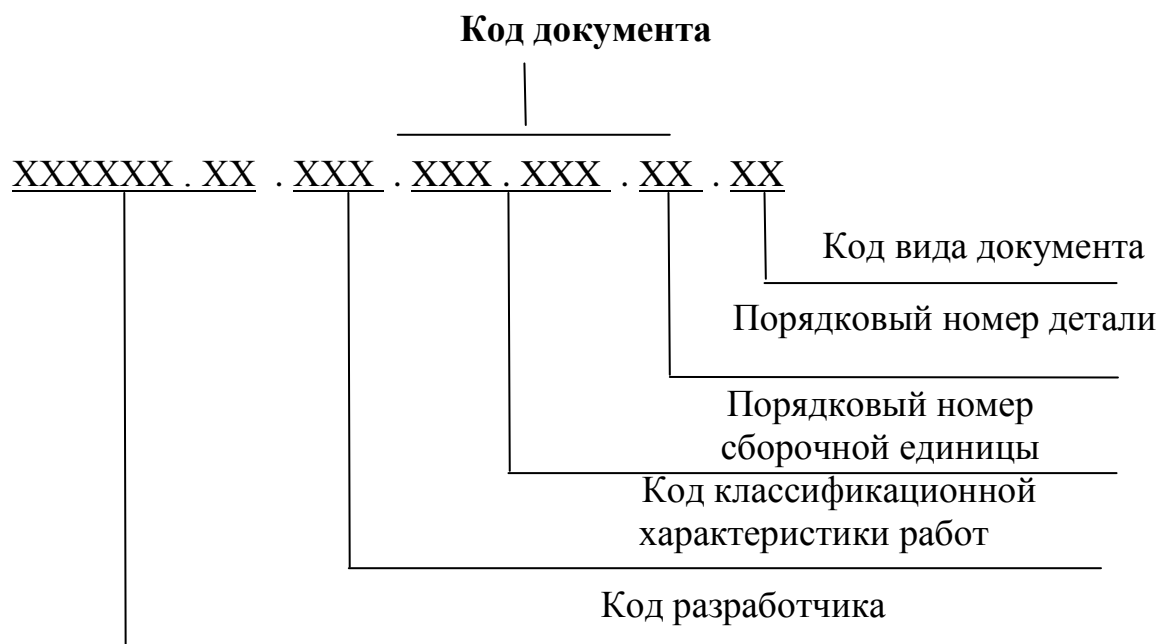 Код документа
XXXXXX . XX . XXX . XXX . XXX . XX . XX
Код вида документа
Порядковый номер детали
Порядковый номер
сборочной единицы
Код классификационной
характеристики работ
Код разработчика